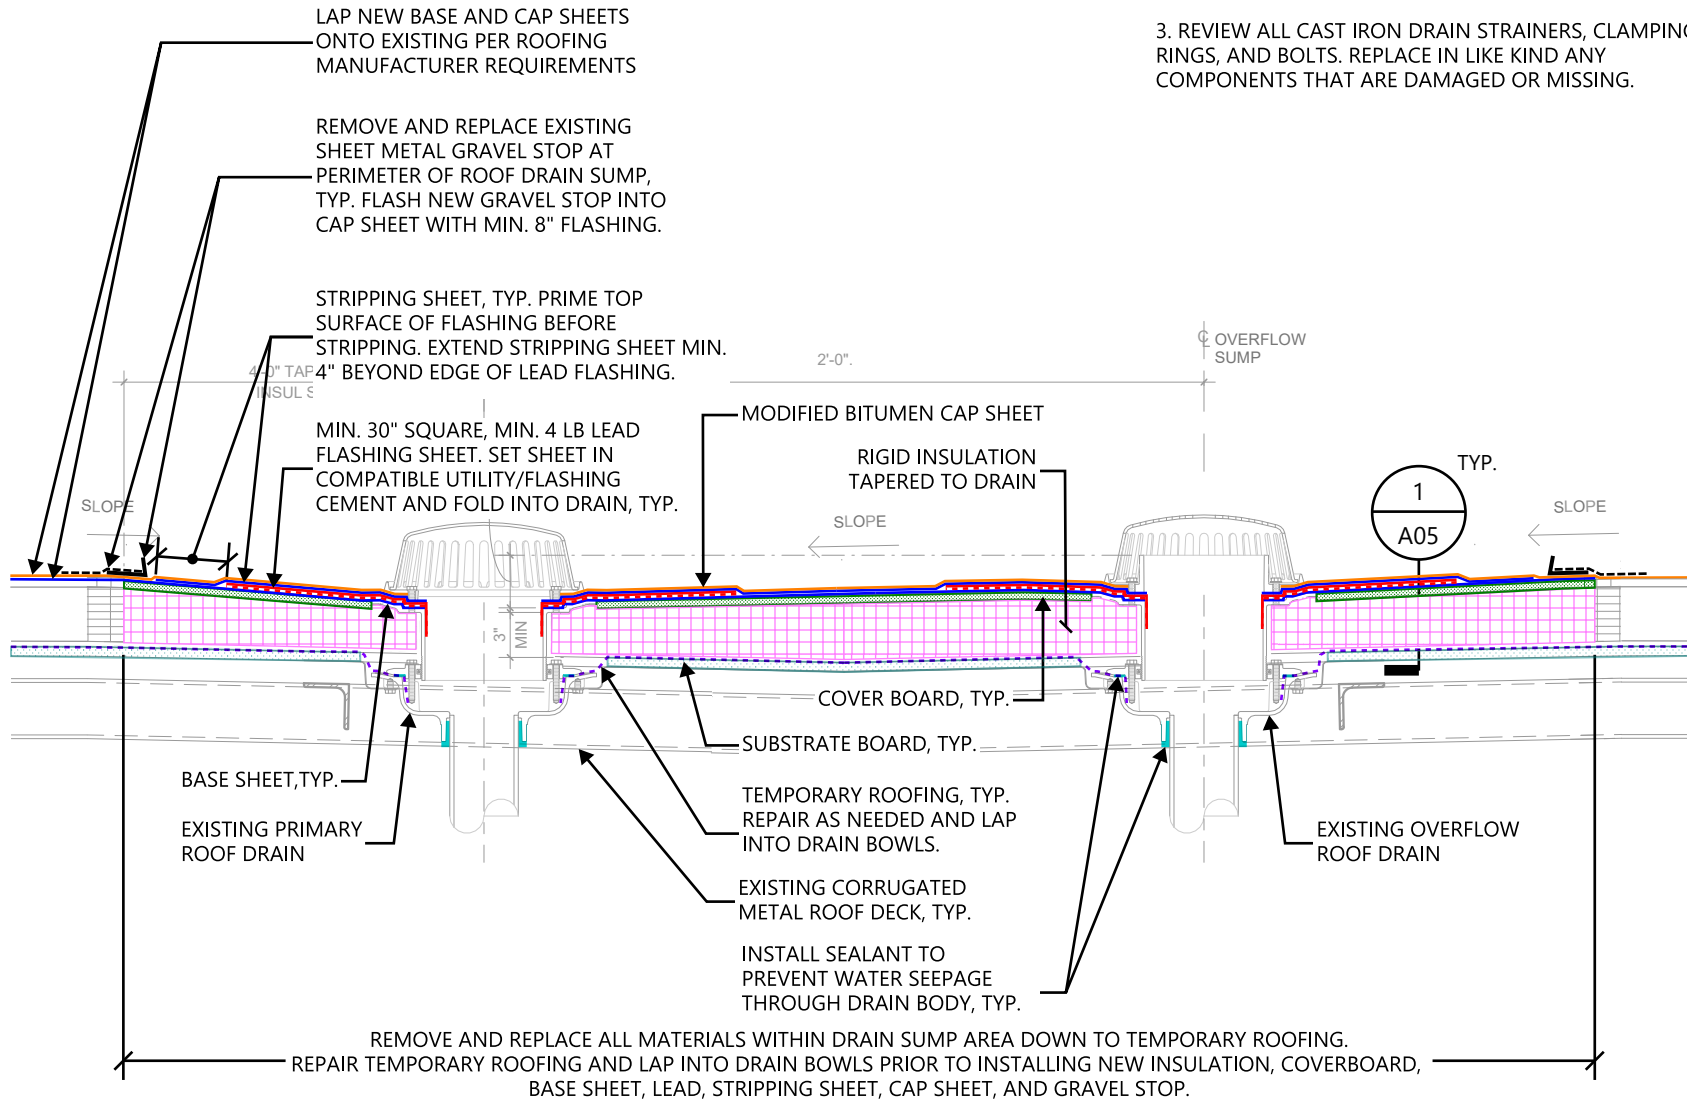 LAP NEW BASE AND CAP SHEETS
ONTO EXISTING PER ROOFING
MANUFACTURER REQUIREMENTS
3. REVIEW ALL CAST IRON DRAIN STRAINERS, CLAMPING
RINGS, AND BOLTS. REPLACE IN LIKE KIND ANY
COMPONENTS THAT ARE DAMAGED OR MISSING.
REMOVE AND REPLACE EXISTING
SHEET METAL GRAVEL STOP AT
PERIMETER OF ROOF DRAIN SUMP,
TYP. FLASH NEW GRAVEL STOP INTO
CAP SHEET WITH MIN. 8" FLASHING.
STRIPPING SHEET, TYP. PRIME TOP
SURFACE OF FLASHING BEFORE
STRIPPING. EXTEND STRIPPING SHEET MIN.
4" BEYOND EDGE OF LEAD FLASHING.
4'-0" TAP
INSUL S
2'-0".
℄ OVERFLOW
SUMP
MIN. 30" SQUARE, MIN. 4 LB LEAD
FLASHING SHEET. SET SHEET IN
COMPATIBLE UTILITY/FLASHING
CEMENT AND FOLD INTO DRAIN, TYP.
MODIFIED BITUMEN CAP SHEET
RIGID INSULATION
TAPERED TO DRAIN
TYP.
1
A05
SLOPE
SLOPE
SLOPE
3"
MIN
COVER BOARD, TYP.
SUBSTRATE BOARD, TYP.
BASE SHEET,TYP.
EXISTING PRIMARY
ROOF DRAIN
TEMPORARY ROOFING, TYP.
REPAIR AS NEEDED AND LAP
INTO DRAIN BOWLS.
EXISTING OVERFLOW
ROOF DRAIN
EXISTING CORRUGATED
METAL ROOF DECK, TYP.
INSTALL SEALANT TO
PREVENT WATER SEEPAGE
THROUGH DRAIN BODY, TYP.
REMOVE AND REPLACE ALL MATERIALS WITHIN DRAIN SUMP AREA DOWN TO TEMPORARY ROOFING.
REPAIR TEMPORARY ROOFING AND LAP INTO DRAIN BOWLS PRIOR TO INSTALLING NEW INSULATION, COVERBOARD,
BASE SHEET, LEAD, STRIPPING SHEET, CAP SHEET, AND GRAVEL STOP.